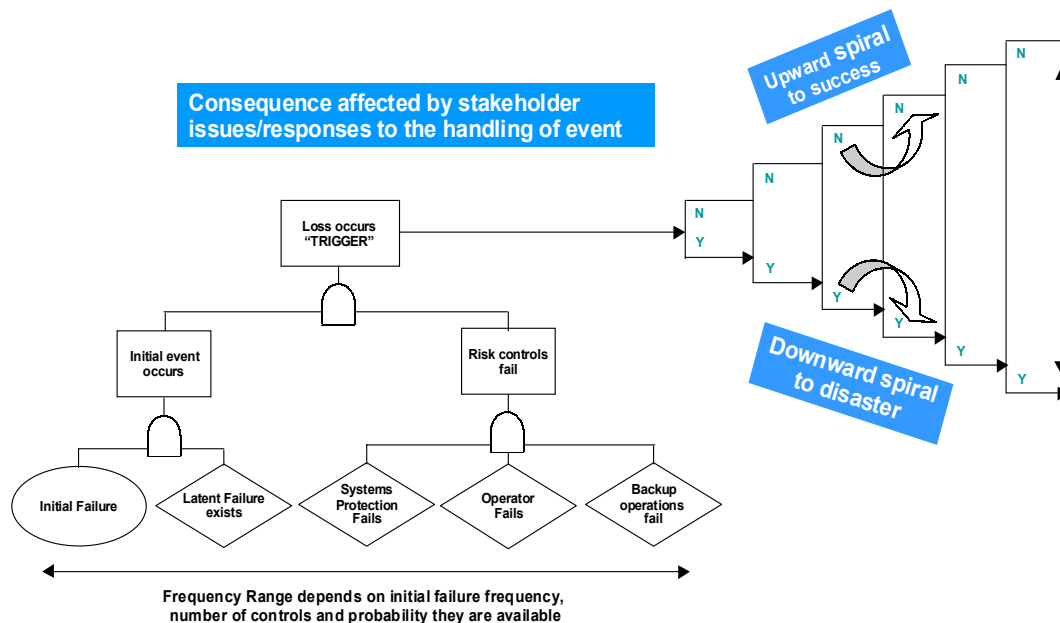 Upward spiral
to success
Consequence affected by stakeholder
issues/responses to the handling of event
N
N
N
N
N
N
Loss occurs
“TRIGGER”
Y
Y
Y
Y
Y
Y
Initial event
occurs
Risk controls
fail
Downward spiral
to disaster
Initial Failure
Latent Failure
exists
Systems
Protection
Fails
Operator
Fails
Backup
operations
fail
Frequency Range depends on initial failure frequency,
number of controls and probability they are available